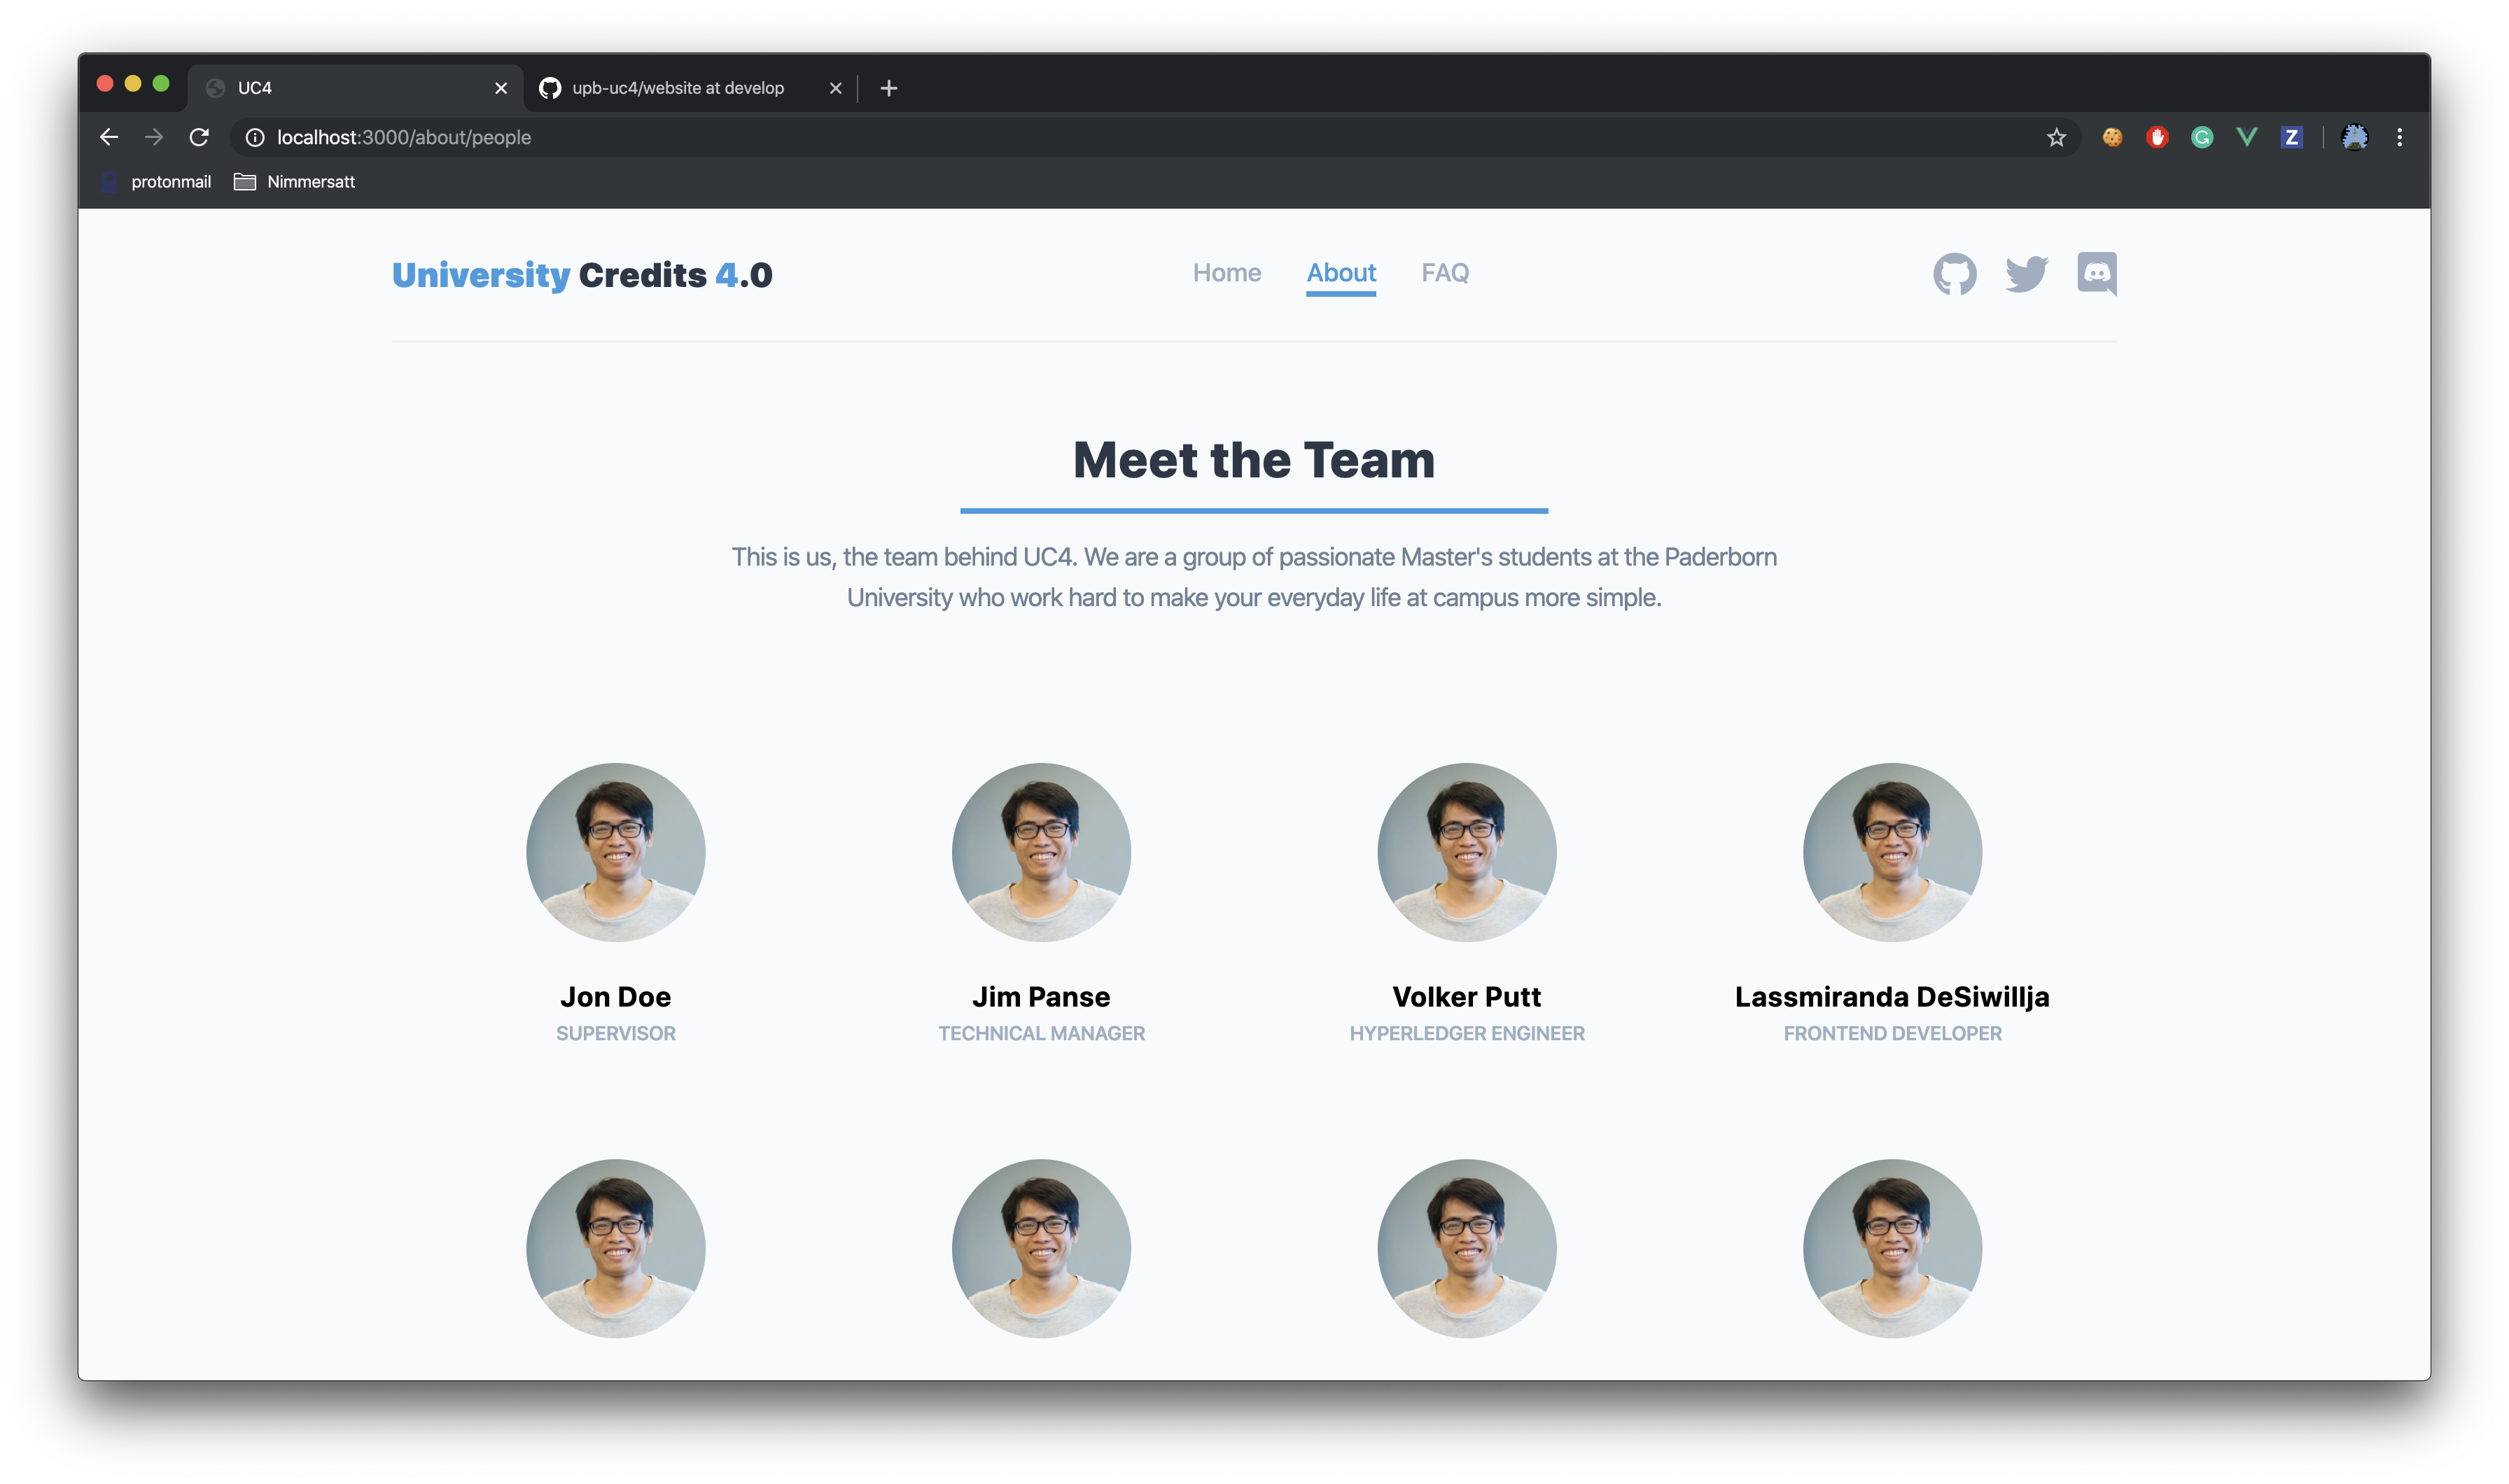 UC4
upb-uc4/website at develop
localhost:3000/about/people
protonmail
Nimmersatt
University Credits 4.0
Home
About
FAQ
Meet the Team
This is us, the team behind UC4. We are a group of passionate Master's students at the Paderborn
University who work hard to make your everyday life at campus more simple.
Jon Doe
SUPERVISOR
Jim Panse
TECHNICAL MANAGER
Volker Putt
HYPERLEDGER ENGINEER
Lassmiranda DeSiwillja
FRONTEND DEVELOPER